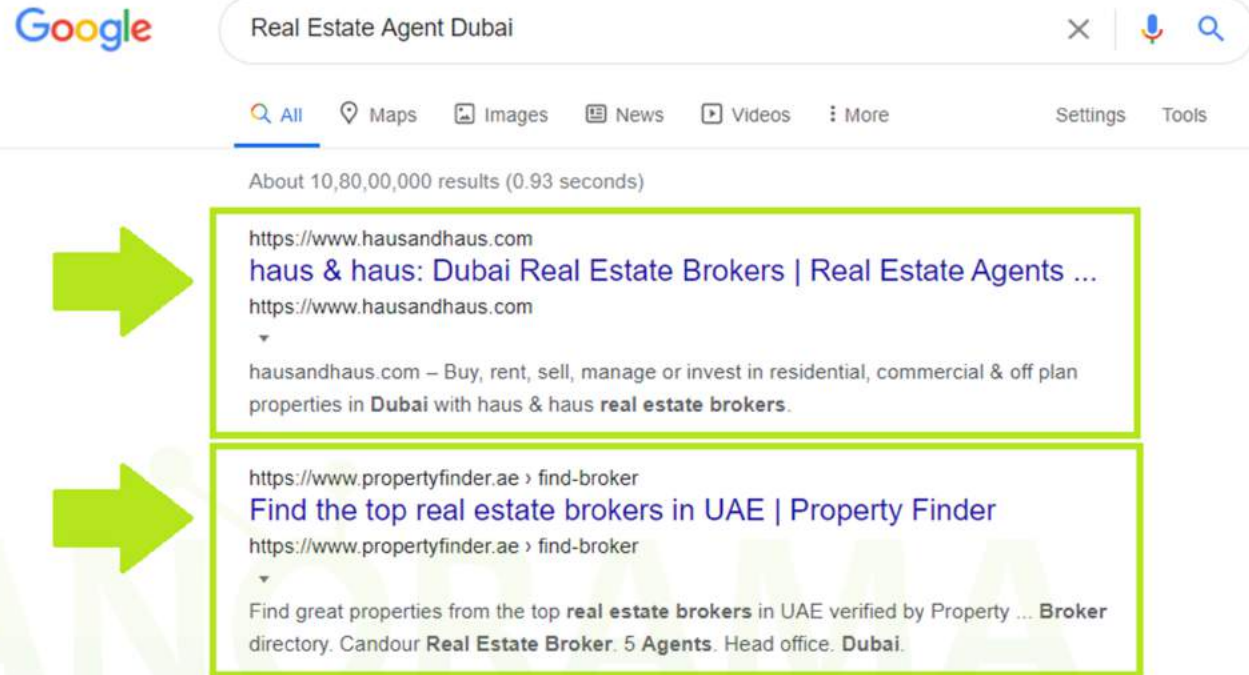 Google
Real Estate Agent Dubai
All Maps Images News Videos More Settings Tools
About 10,80,00,000 results (0.93 seconds)
https://www.hausandhaus.com
haus & haus: Dubai Real Estate Brokers | Real Estate Agents ...
https://www.hausandhaus.com
hausandhaus.com – Buy, rent, sell, manage or invest in residential, commercial & off plan
properties in Dubai with haus & haus real estate brokers.
https://www.propertyfinder.ae › find-broker
Find the top real estate brokers in UAE | Property Finder
https://www.propertyfinder.ae › find-broker
Find great properties from the top real estate brokers in UAE verified by Property ... Broker
directory. Candour Real Estate Broker. 5 Agents. Head office. Dubai.
ANORAMA